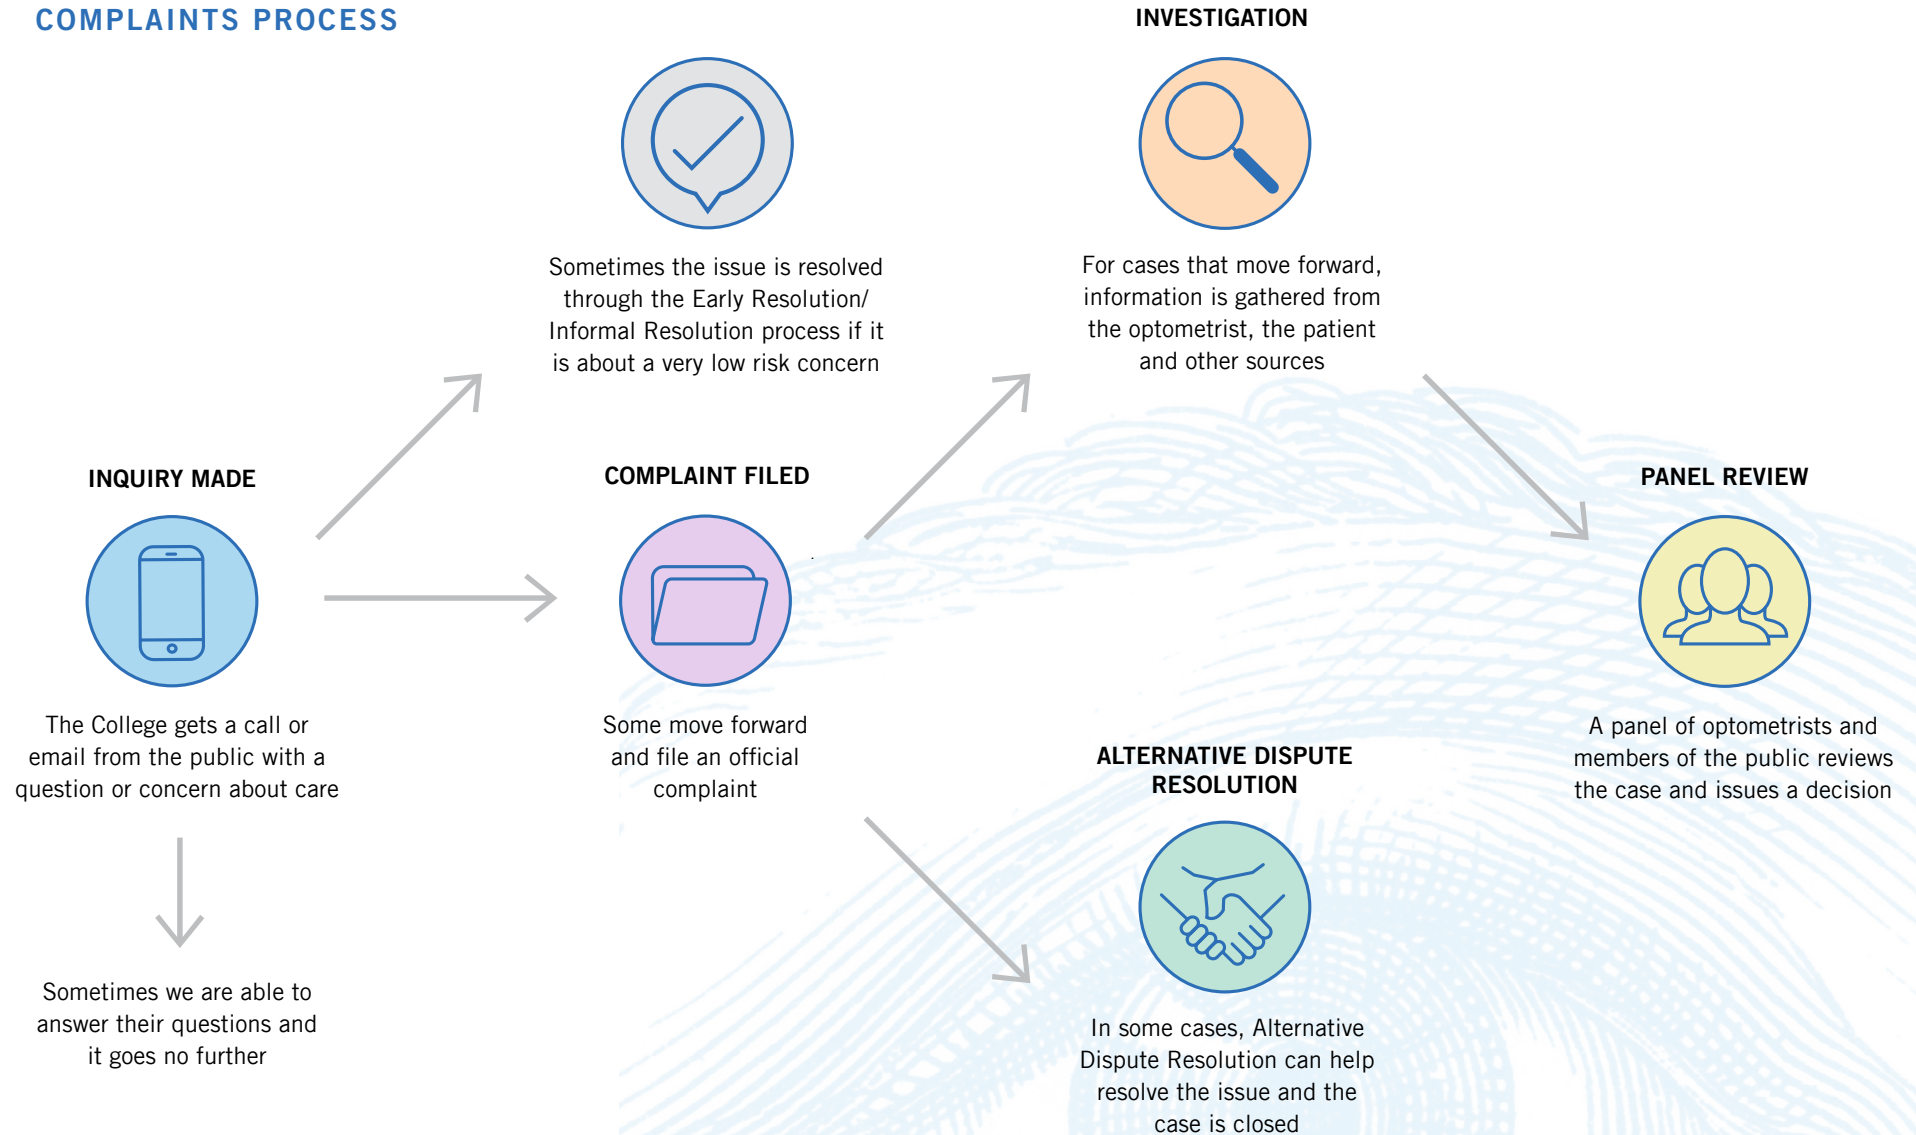 COMPLAINTS PROCESS
INQUIRY MADE
The College gets a call or
email from the public with a
question or concern about care
Sometimes we are able to
answer their questions and
it goes no further
Sometimes the issue is resolved
through the Early Resolution/
Informal Resolution process if it
is about a very low risk concern
COMPLAINT FILED
Some move forward
and file an official
complaint
INVESTIGATION
For cases that move forward,
information is gathered from
the optometrist, the patient
and other sources
ALTERNATIVE DISPUTE
RESOLUTION
In some cases, Alternative
Dispute Resolution can help
resolve the issue and the
case is closed
PANEL REVIEW
A panel of optometrists and
members of the public reviews
the case and issues a decision